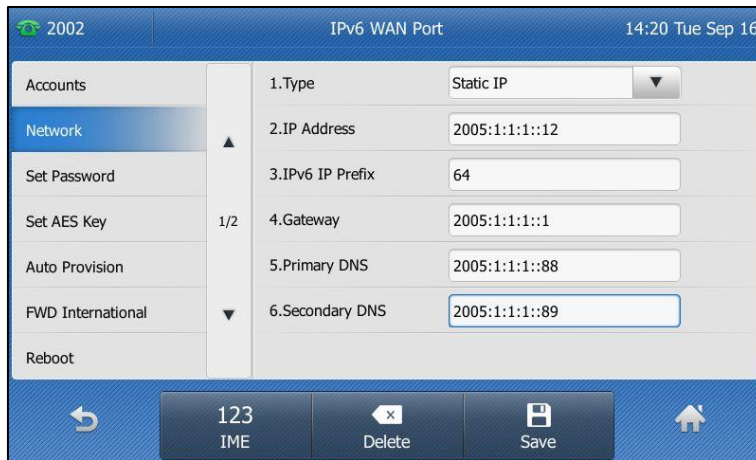 2002 IPv6 WAN Port 14:20 Tue Sep 16
Accounts 1.Type Static IP
Network 2.IP Address 2005:1:1:1::12
Set Password 3.IPv6 IP Prefix 64
Set AES Key 1/2 4.Gateway 2005:1:1:1::1
Auto Provision 5.Primary DNS 2005:1:1:1::88
FWD International 6.Secondary DNS 2005:1:1:1::89
Reboot
123
IME Delete Save